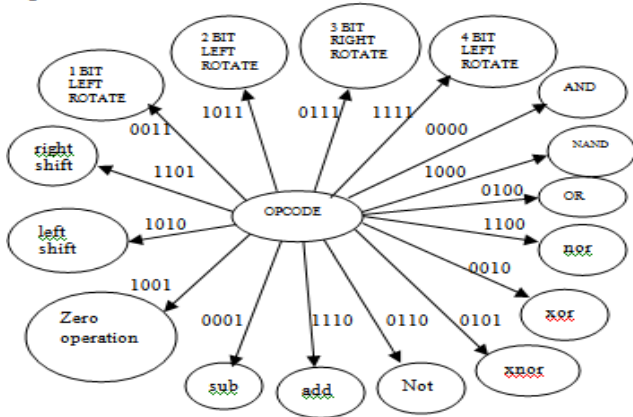 1 BIT
LEFT
ROTATE
2 BIT
LEFT
ROTATE
3 BIT
RIGHT
ROTATE
4 BIT
LEFT
ROTATE
AND
0011
1011
0111
1111
0000
right
shift
1101
NAND
1000
0100
OR
OPCODE
1100
nor
left
shift
1010
0010
xor
1001
Zero
operation
0001
1110
0110
0101
xnor
sub
add
Not